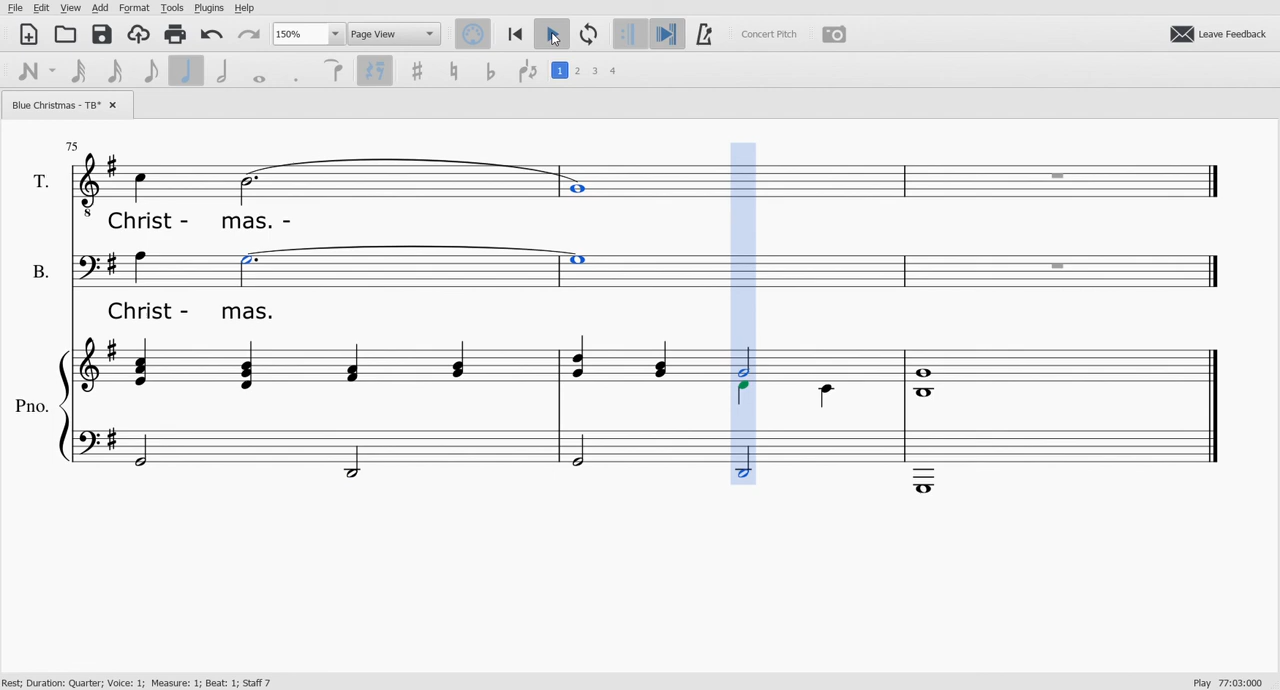 File Edit View Add Format Tools Plugins Help
150% Page View Concert Pitch Leave Feedback
1 2 3 4
Blue Christmas - TB*
75
T.
8
Christ - mas. -
B.
Christ - mas.
Pno.
Rest; Duration: Quarter; Voice: 1; Measure: 1; Beat: 1; Staff 7 Play 77:03:000